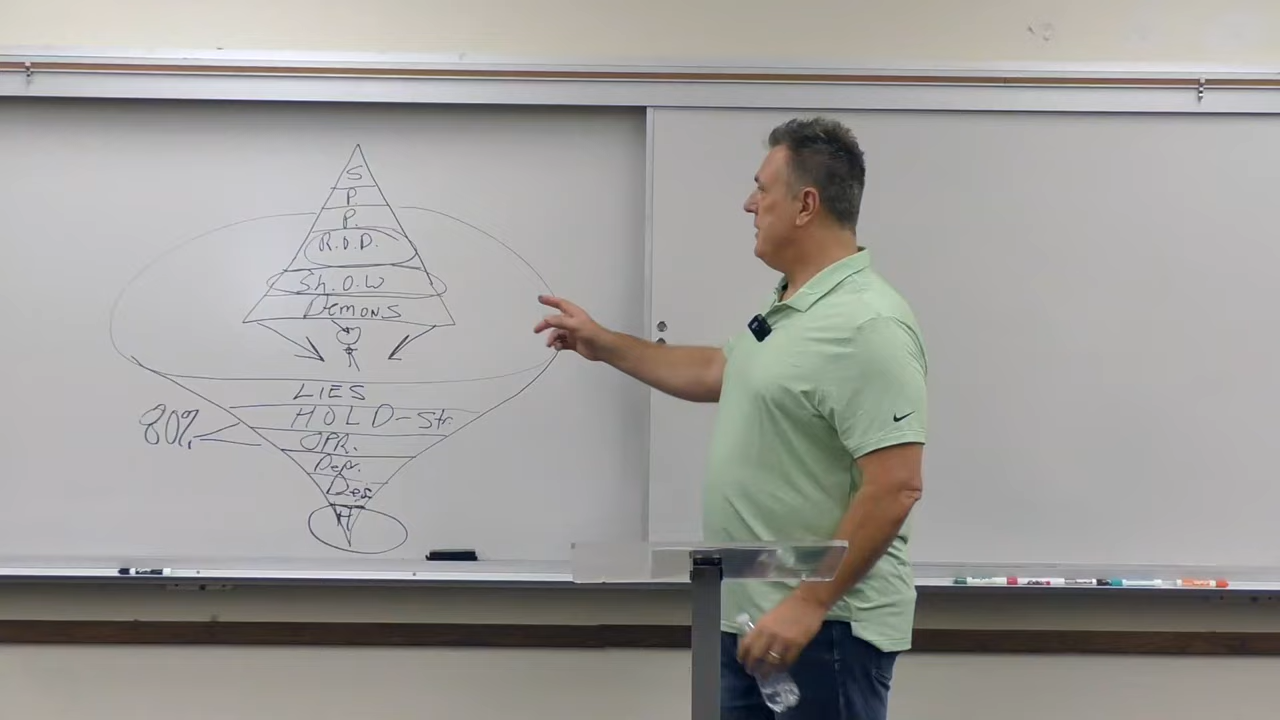 S
P
P.
R.O.D.
Sh.O.W
DEMONS
LIES
HOLD-Str.
80%
OPR.
Dep.
Des
H